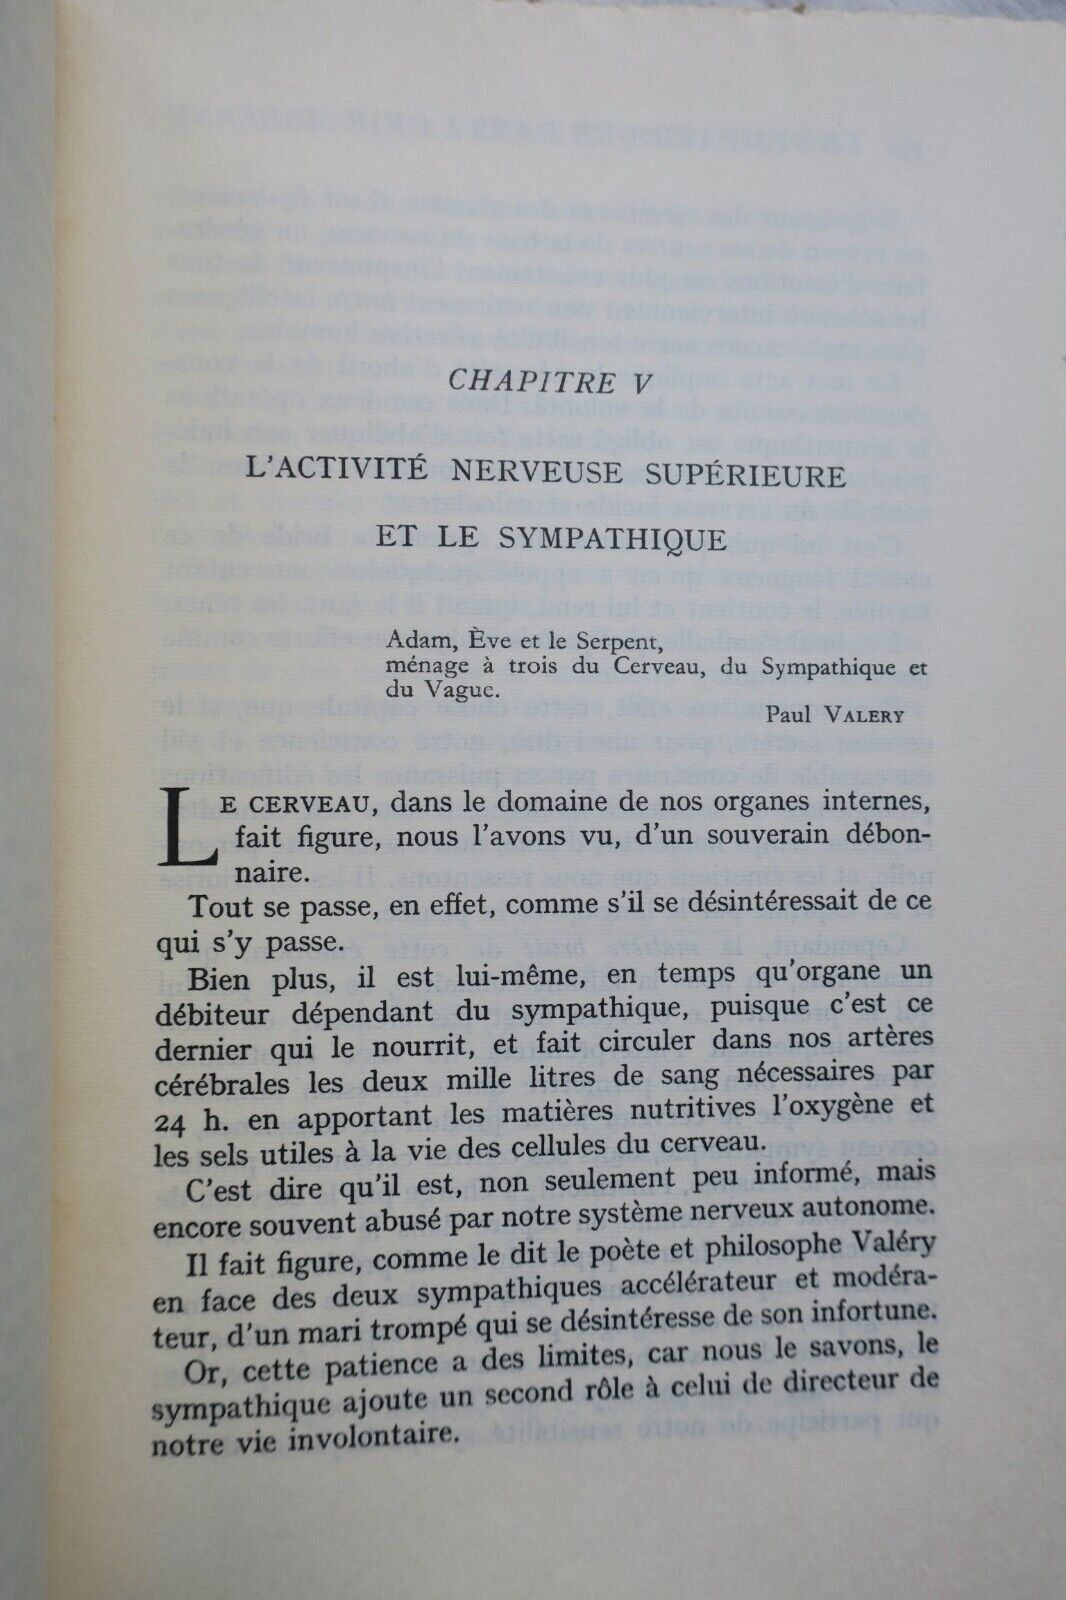 CHAPITRE V
L'ACTIVITÉ NERVEUSE SUPÉRIEURE
ET LE SYMPATHIQUE
Adam, Ève et le Serpent,
ménage à trois du Cerveau, du Sympathique et
du Vague.
Paul VALERY
LE CERVEAU, dans le domaine de nos organes internes,
fait figure, nous l'avons vu, d'un souverain débon-
naire.
Tout se passe, en effet, comme s'il se désintéressait de ce
qui s'y passe.
Bien plus, il est lui-même, en temps qu'organe un
débiteur dépendant du sympathique, puisque c'est ce
dernier qui le nourrit, et fait circuler dans nos artères
cérébrales les deux mille litres de sang nécessaires par
24 h. en apportant les matières nutritives l'oxygène et
les sels utiles à la vie des cellules du cerveau.
C'est dire qu'il est, non seulement peu informé, mais
encore souvent abusé par notre système nerveux autonome.
Il fait figure, comme le dit le poète et philosophe Valéry
en face des deux sympathiques accélérateur et modéra-
teur, d'un mari trompé qui se désintéresse de son infortune.
Or, cette patience a des limites, car nous le savons, le
sympathique ajoute un second rôle à celui de directeur de
notre vie involontaire.